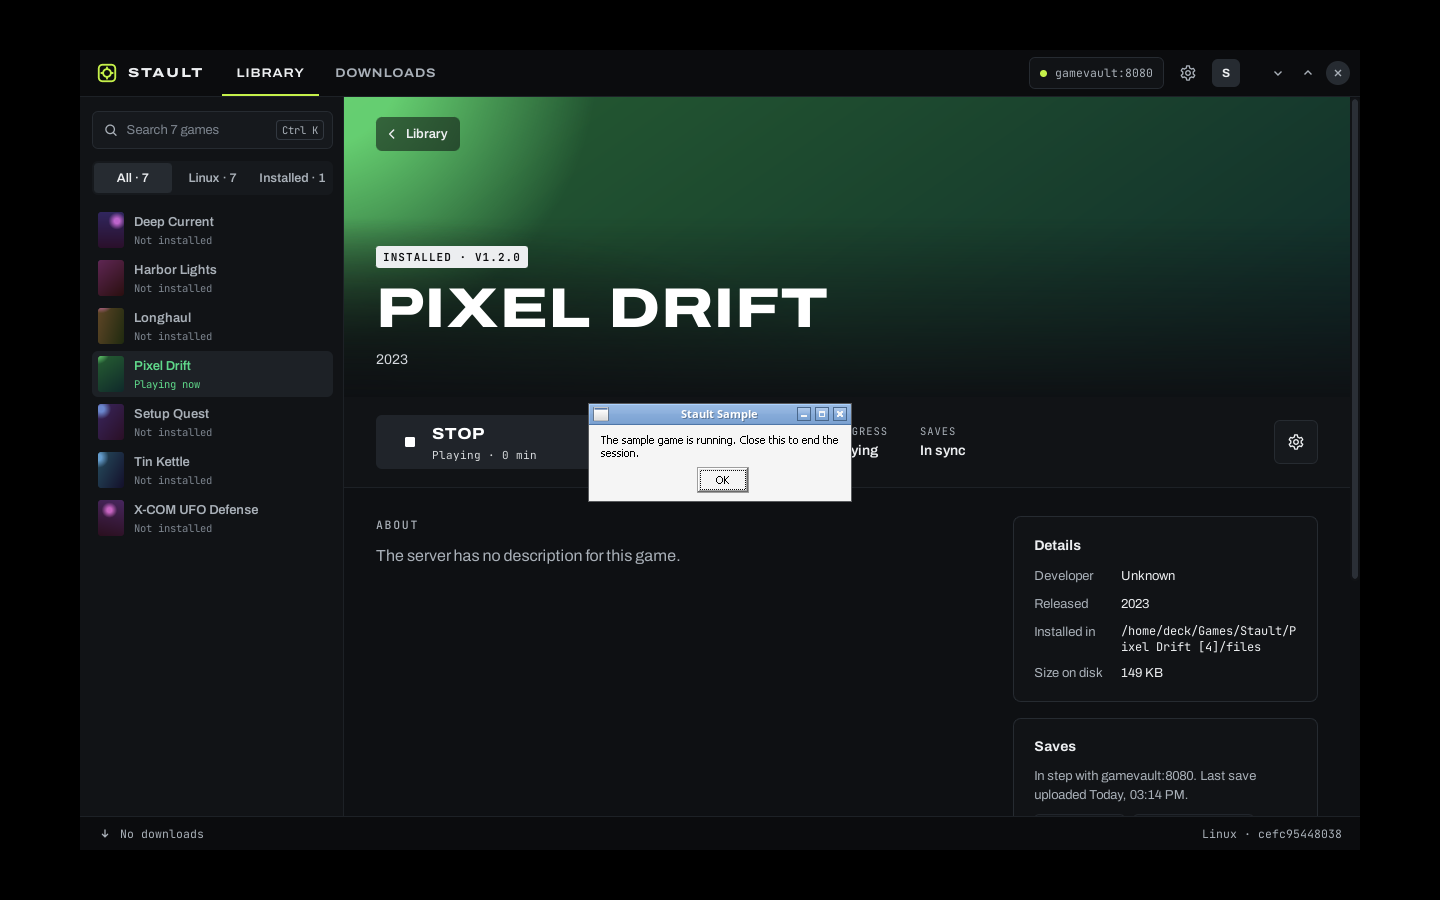 STAULT
LIBRARY
DOWNLOADS
gamevault:8080
S
Search 7 games
Ctrl K
All · 7
Linux · 7
Installed · 1
Deep Current
Not installed
Harbor Lights
Not installed
Longhaul
Not installed
Pixel Drift
Playing now
Setup Quest
Not installed
Tin Kettle
Not installed
X-COM UFO Defense
Not installed
Library
INSTALLED · V1.2.0
PIXEL DRIFT
2023
STOP
Playing · 0 min
Stault Sample
The sample game is running. Close this to end the
session.
OK
SAVES
In sync
ABOUT
The server has no description for this game.
Details
Developer Unknown
Released 2023
Installed in /home/deck/Games/Stault/P
ixel Drift [4]/files
Size on disk 149 KB
Saves
In step with gamevault:8080. Last save
uploaded Today, 03:14 PM.
No downloads
Linux · cefc95448038